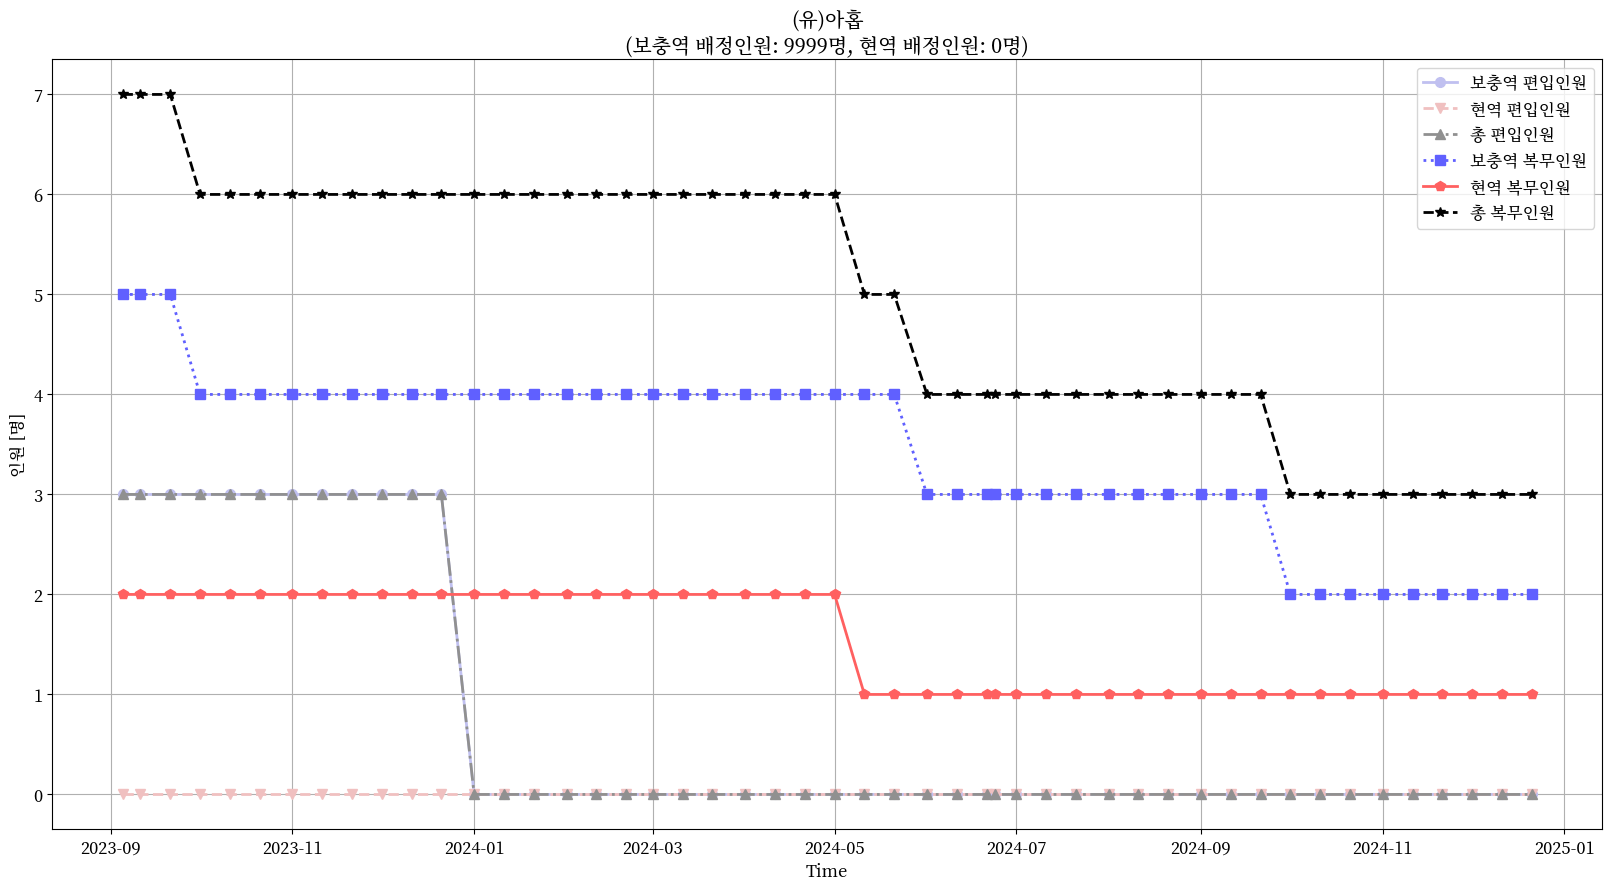 (유)아홉
(보충역 배정인원: 9999명, 현역 배정인원: 0명)
보충역 편입인원
현역 편입인원
총 편입인원
보충역 복무인원
현역 복무인원
총 복무인원
인원 [명]
7
6
5
4
3
2
1
0
2023-09 2023-11 2024-01 2024-03 2024-05 2024-07 2024-09 2024-11 2025-01
Time